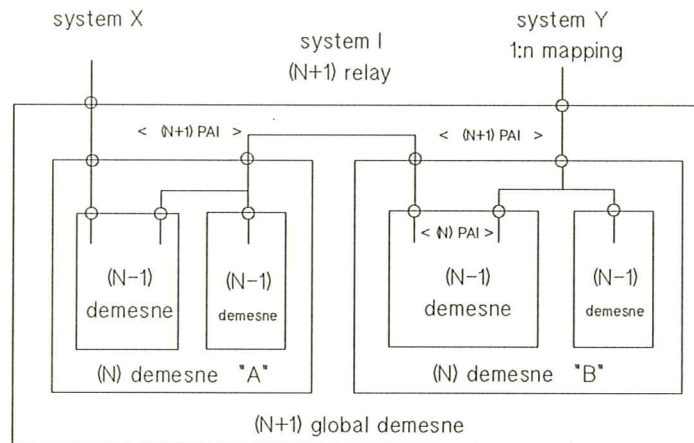 system X
system I
(N+1) relay
system Y
1:n mapping
< (N+1) PAI >
< (N+1) PAI >
< (N) PAI >
(N-1)
demesne
(N-1)
demesne
(N-1)
demesne
(N-1)
demesne
(N) demesne "A"
(N) demesne "B"
(N+1) global demesne